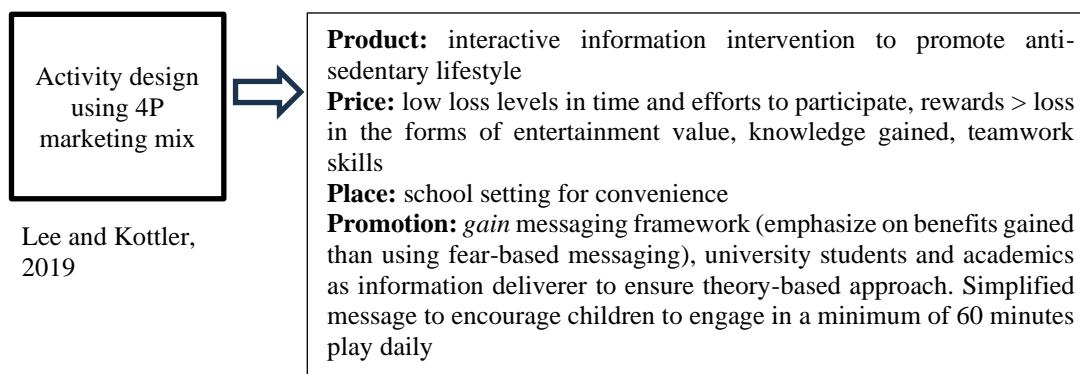 Activity design
using 4P
marketing mix
Lee and Kottler,
2019
Product: interactive information intervention to promote anti-
sedentary lifestyle
Price: low loss levels in time and efforts to participate, rewards > loss
in the forms of entertainment value, knowledge gained, teamwork
skills
Place: school setting for convenience
Promotion: gain messaging framework (emphasize on benefits gained
than using fear-based messaging), university students and academics
as information deliverer to ensure theory-based approach. Simplified
message to encourage children to engage in a minimum of 60 minutes
play daily